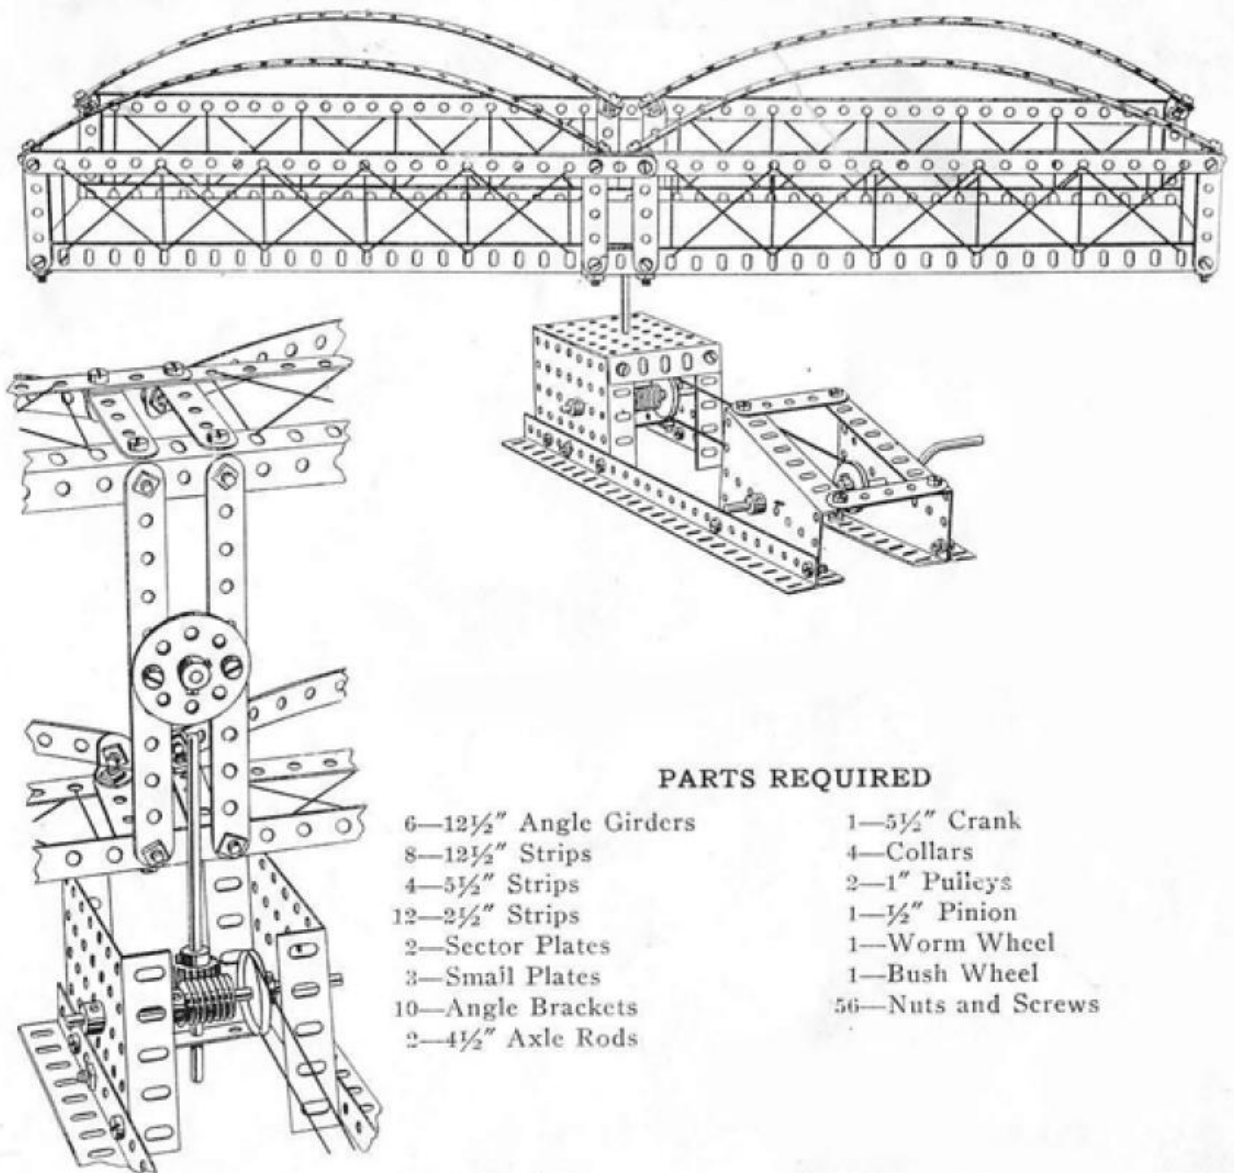 PARTS REQUIRED
6—12½″ Angle Girders
8—12½″ Strips
4—5½″ Strips
12—2½″ Strips
2—Sector Plates
3—Small Plates
10—Angle Brackets
2—4½″ Axle Rods
1—5½″ Crank
4—Collars
2—1″ Pulleys
1—½″ Pinion
1—Worm Wheel
1—Bush Wheel
56—Nuts and Screws